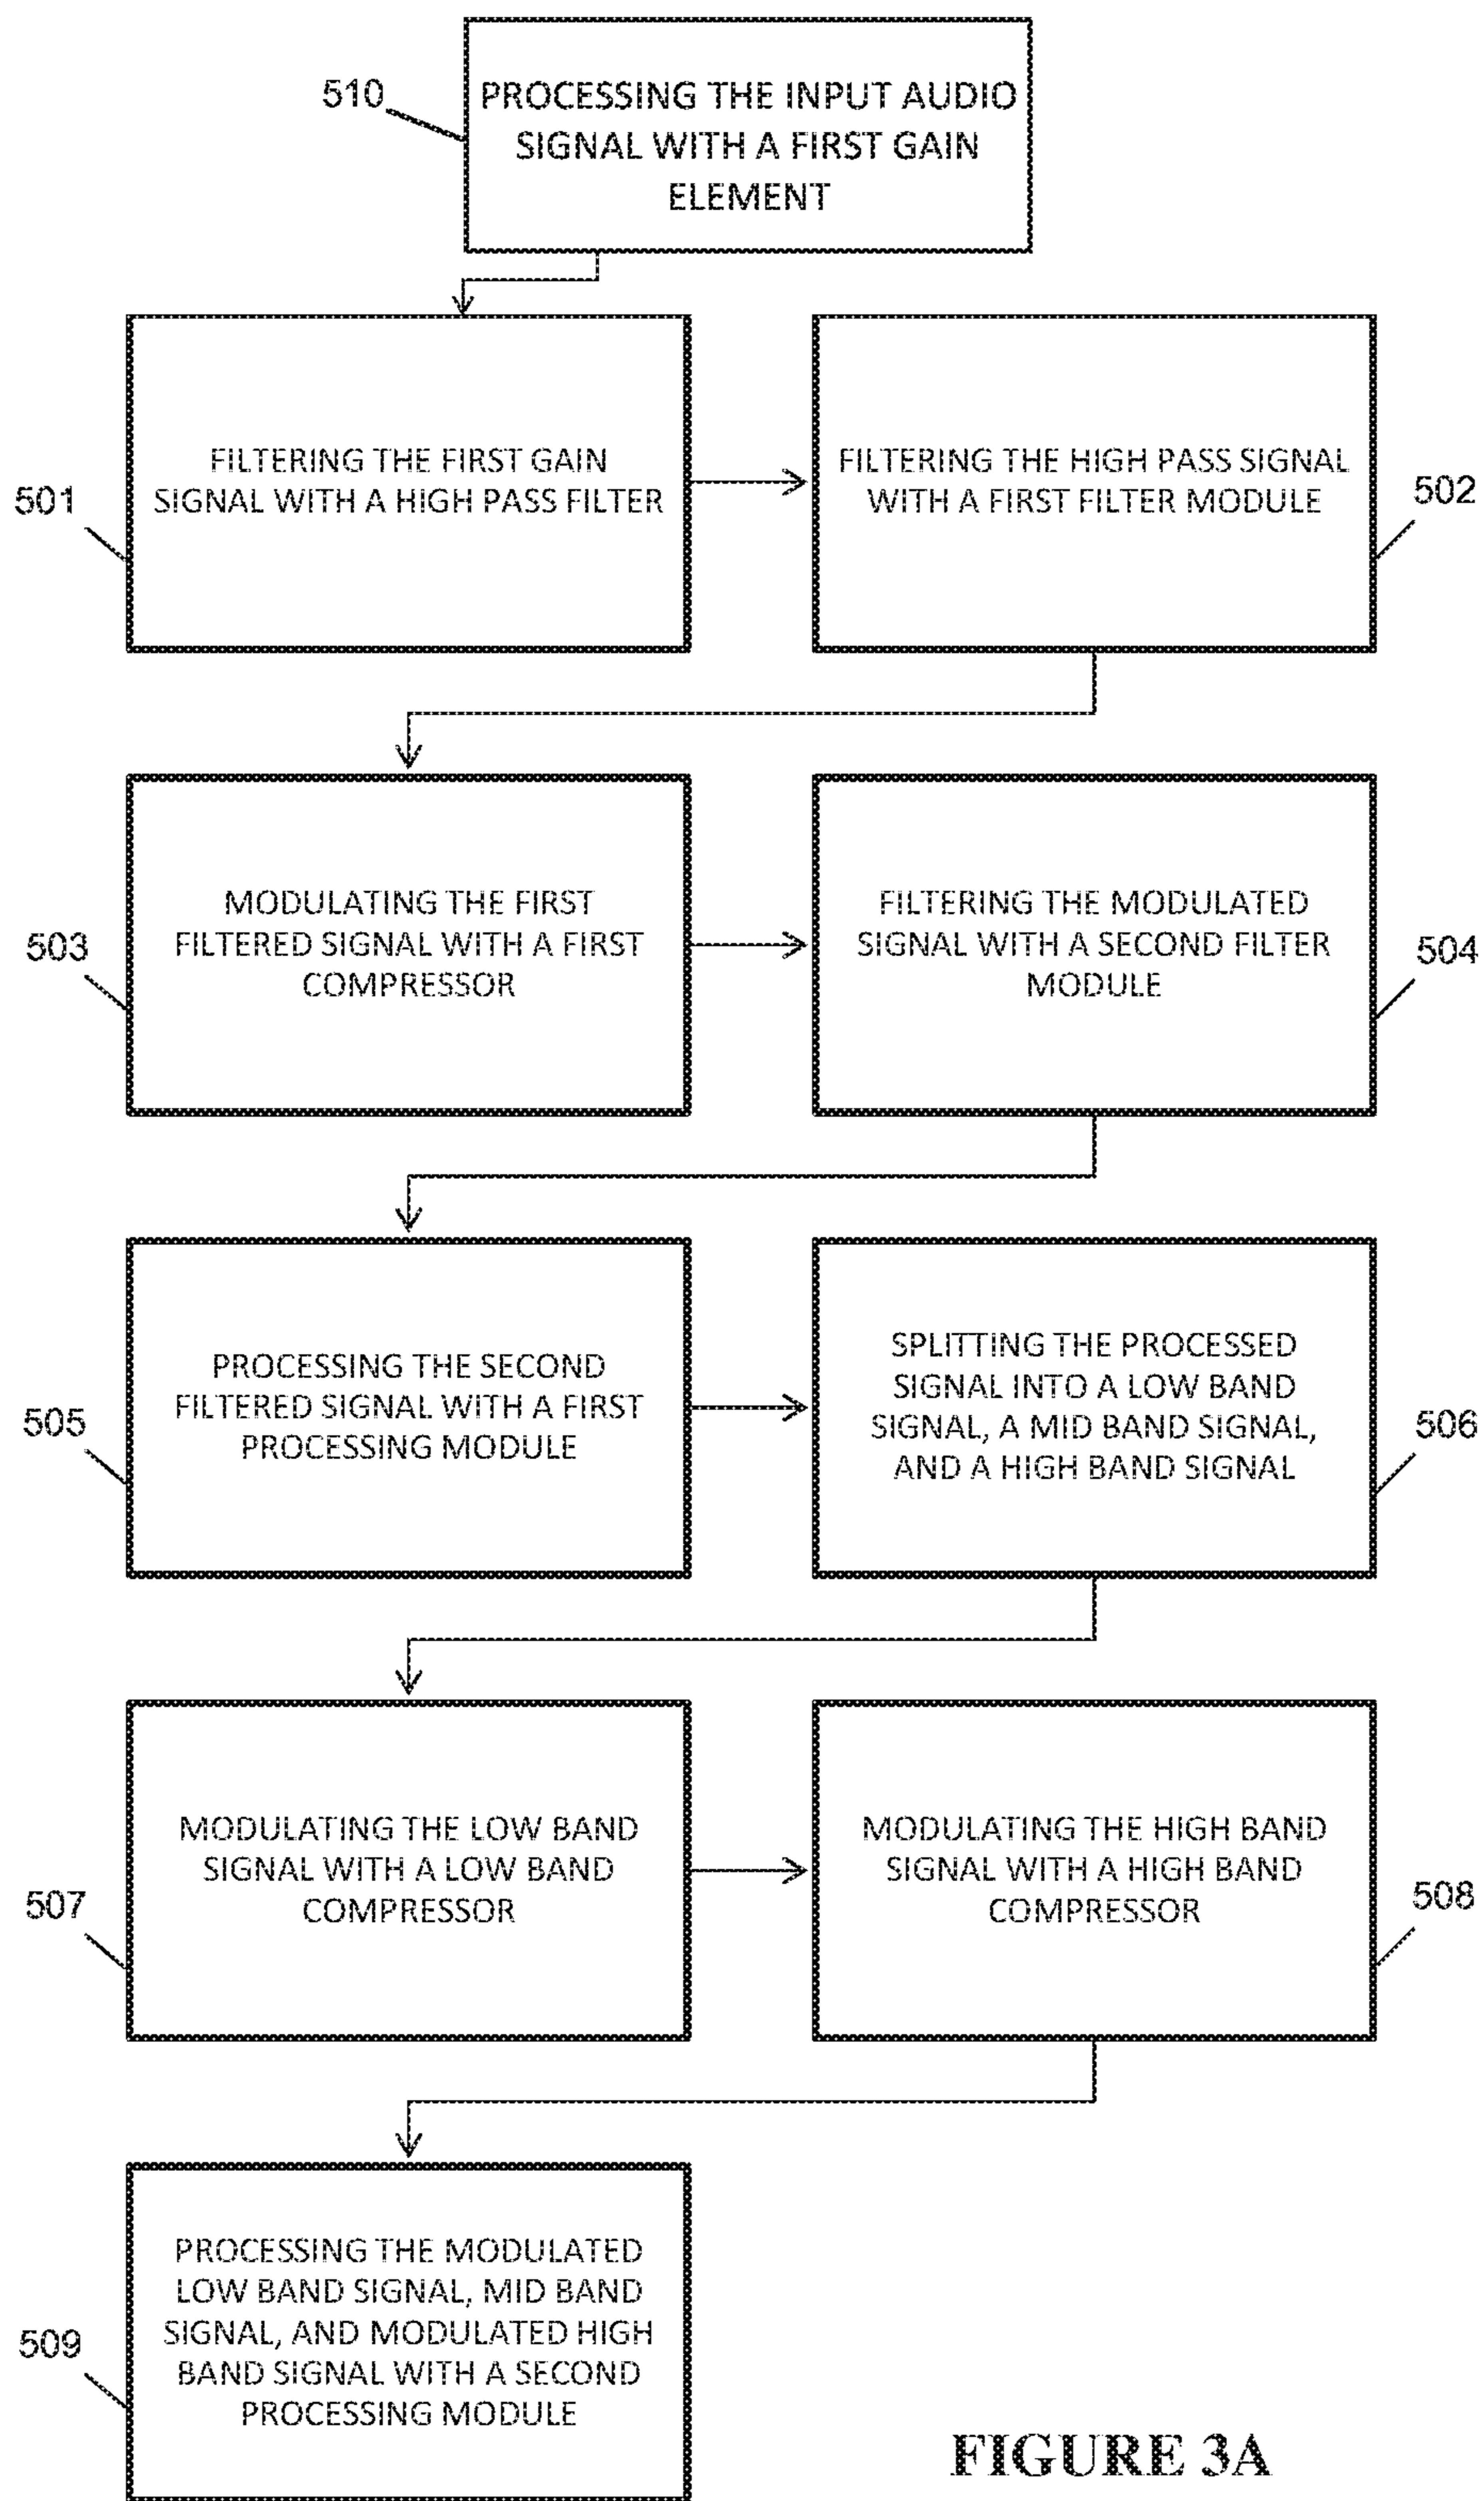 510
PROCESSING THE INPUT AUDIO
SIGNAL WITH A FIRST GAIN
ELEMENT
501
FILTERING THE FIRST GAIN
SIGNAL WITH A HIGH PASS FILTER
FILTERING THE HIGH PASS SIGNAL
WITH A FIRST FILTER MODULE
502
503
MODULATING THE FIRST
FILTERED SIGNAL WITH A FIRST
COMPRESSOR
FILTERING THE MODULATED
SIGNAL WITH A SECOND FILTER
MODULE
504
505
PROCESSING THE SECOND
FILTERED SIGNAL WITH A FIRST
PROCESSING MODULE
SPLITTING THE PROCESSED
SIGNAL INTO A LOW BAND
SIGNAL, A MID BAND SIGNAL,
AND A HIGH BAND SIGNAL
506
507
MODULATING THE LOW BAND
SIGNAL WITH A LOW BAND
COMPRESSOR
MODULATING THE HIGH BAND
SIGNAL WITH A HIGH BAND
COMPRESSOR
508
509
PROCESSING THE MODULATED
LOW BAND SIGNAL, MID BAND
SIGNAL, AND MODULATED HIGH
BAND SIGNAL WITH A SECOND
PROCESSING MODULE
FIGURE 3A